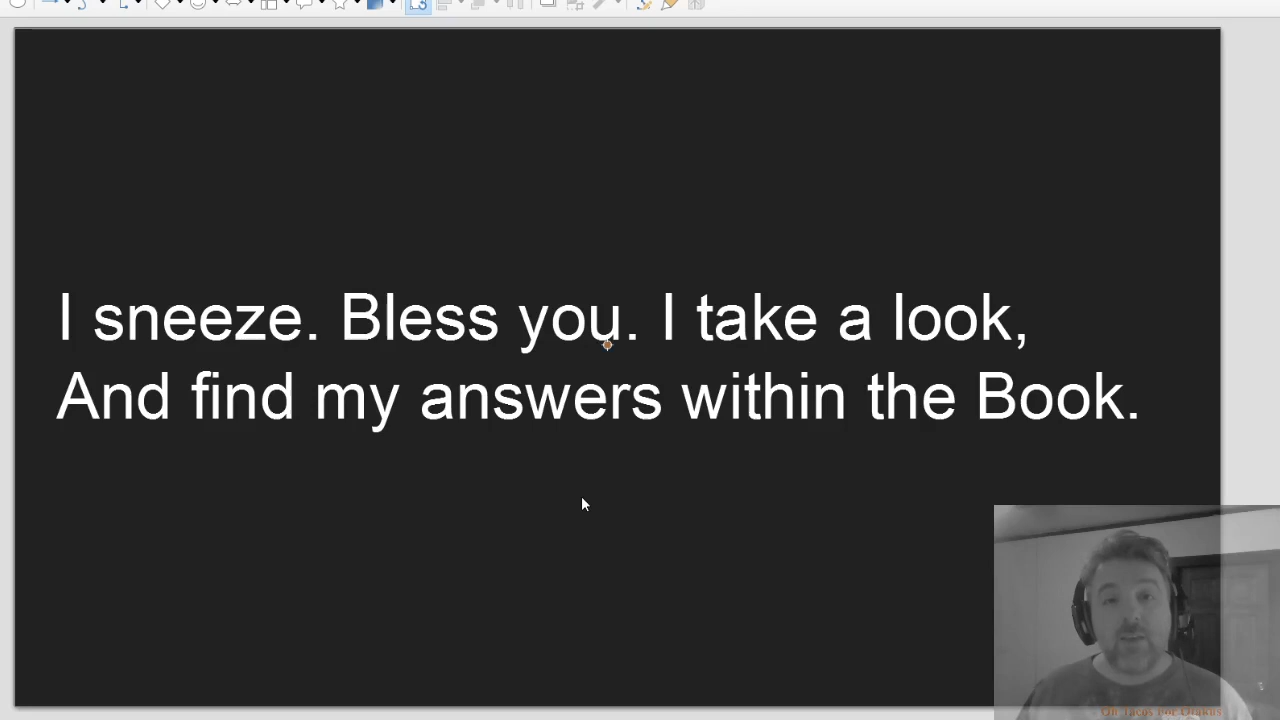 I sneeze. Bless you. I take a look,
And find my answers within the Book.